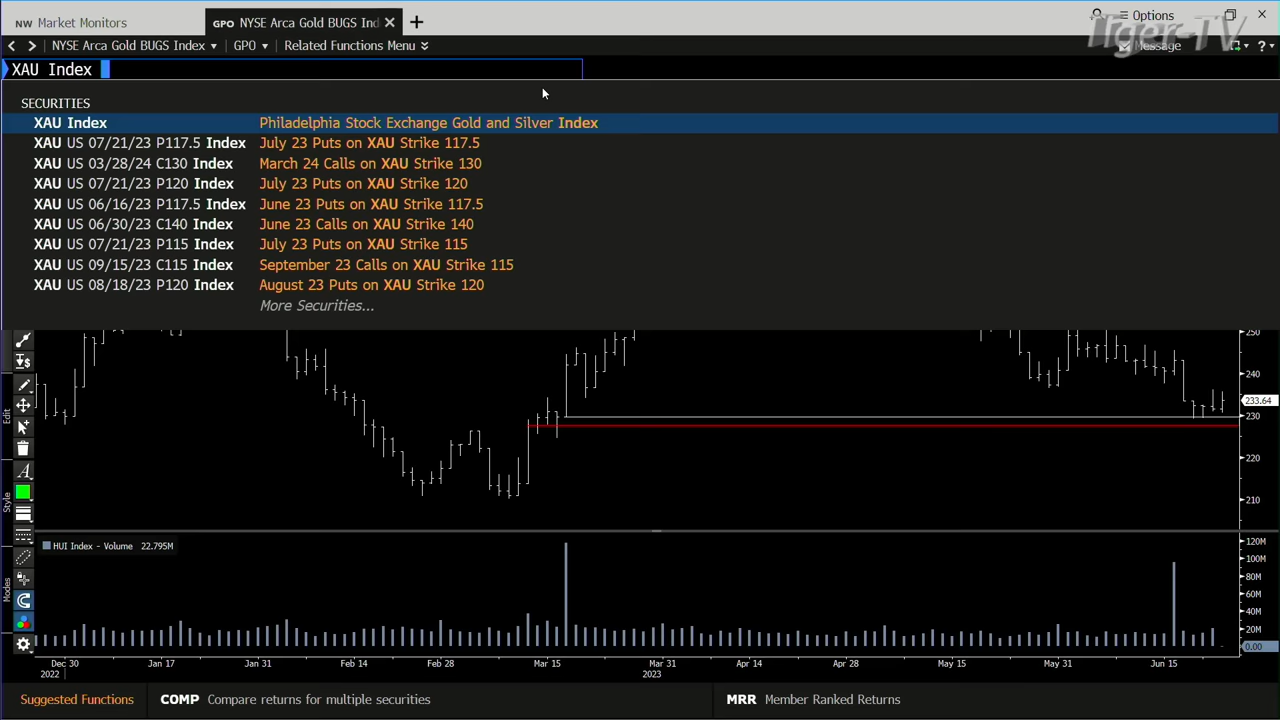 NW Market Monitors
GPO NYSE Arca Gold BUGS Ind
Options
NYSE Arca Gold BUGS Index
GPO
Related Functions Menu
Message
?
Tiger-TV
XAU Index
SECURITIES
XAU Index Philadelphia Stock Exchange Gold and Silver Index
XAU US 07/21/23 P117.5 Index July 23 Puts on XAU Strike 117.5
XAU US 03/28/24 C130 Index March 24 Calls on XAU Strike 130
XAU US 07/21/23 P120 Index July 23 Puts on XAU Strike 120
XAU US 06/16/23 P117.5 Index June 23 Puts on XAU Strike 117.5
XAU US 06/30/23 C140 Index June 23 Calls on XAU Strike 140
XAU US 07/21/23 P115 Index July 23 Puts on XAU Strike 115
XAU US 09/15/23 C115 Index September 23 Calls on XAU Strike 115
XAU US 08/18/23 P120 Index August 23 Puts on XAU Strike 120
More Securities...
250
240
233.64
230
220
210
Edit
Style
Modes
A
HUI Index - Volume 22.795M
120M
100M
80M
60M
40M
20M
0.00
Dec 30 Jan 17 Jan 31 Feb 14 Feb 28 Mar 15 Mar 31 Apr 14 Apr 28 May 15 May 31 Jun 15
2022 2023
Suggested Functions COMP Compare returns for multiple securities MRR Member Ranked Returns